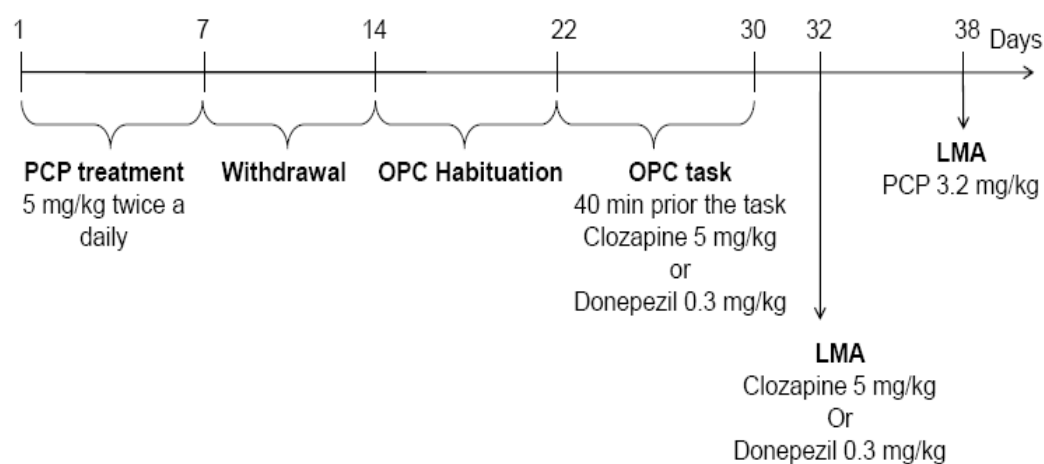 1 7 14 22 30 32 38 Days
PCP treatment
5 mg/kg twice a
daily
Withdrawal
OPC Habituation
OPC task
40 min prior the task
Clozapine 5 mg/kg
or
Donepezil 0.3 mg/kg
LMA
PCP 3.2 mg/kg
LMA
Clozapine 5 mg/kg
Or
Donepezil 0.3 mg/kg